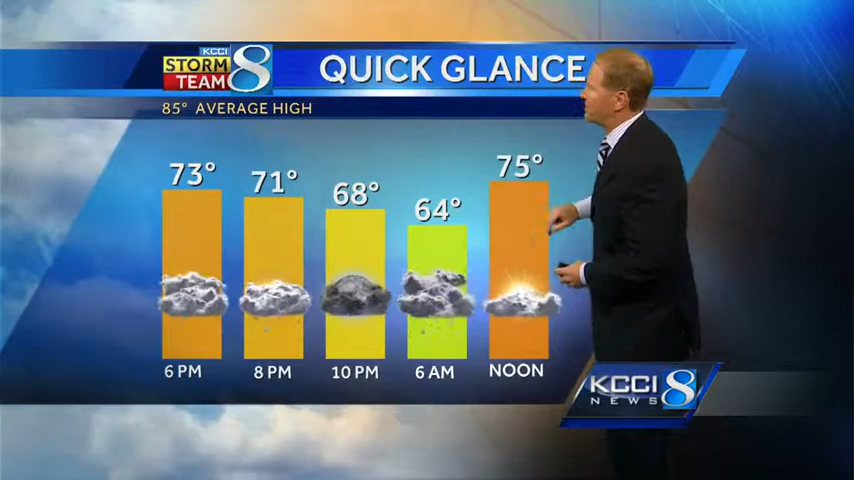 KCCI
STORM
TEAM
8
QUICK GLANCE
85° AVERAGE HIGH
73°
71°
68°
64°
75°
6 PM
8 PM
10 PM
6 AM
NOON
KCCI 8
NEWS